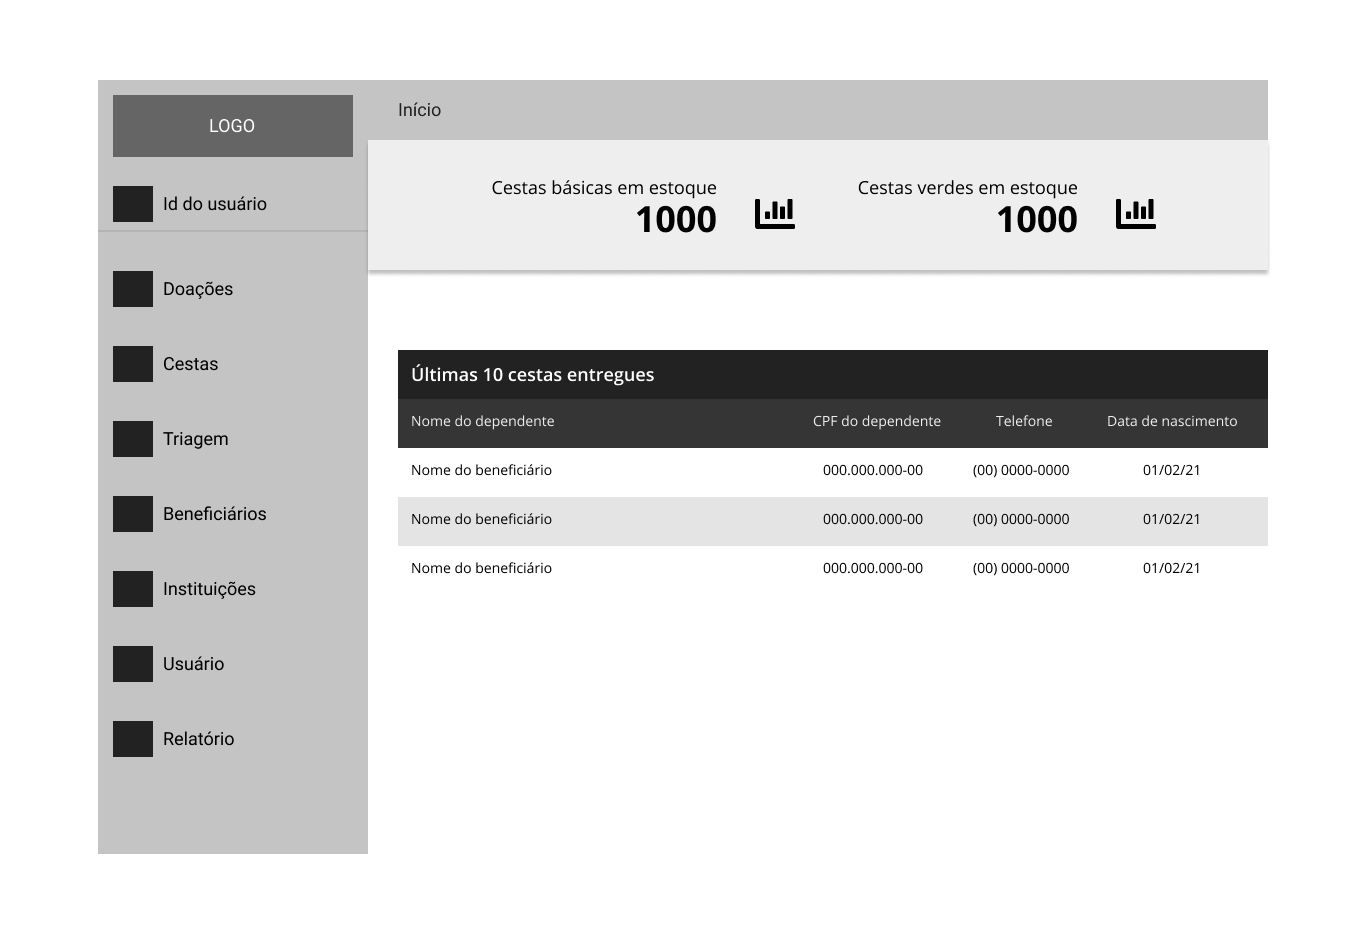 LOGO
Id do usuário
Doações
Cestas
Triagem
Beneficiários
Instituições
Usuário
Relatório
Início
Cestas básicas em estoque
1000
Cestas verdes em estoque
1000
Últimas 10 cestas entregues
Nome do dependente CPF do dependente Telefone Data de nascimento
Nome do beneficiário 000.000.000-00 (00) 0000-0000 01/02/21
Nome do beneficiário 000.000.000-00 (00) 0000-0000 01/02/21
Nome do beneficiário 000.000.000-00 (00) 0000-0000 01/02/21